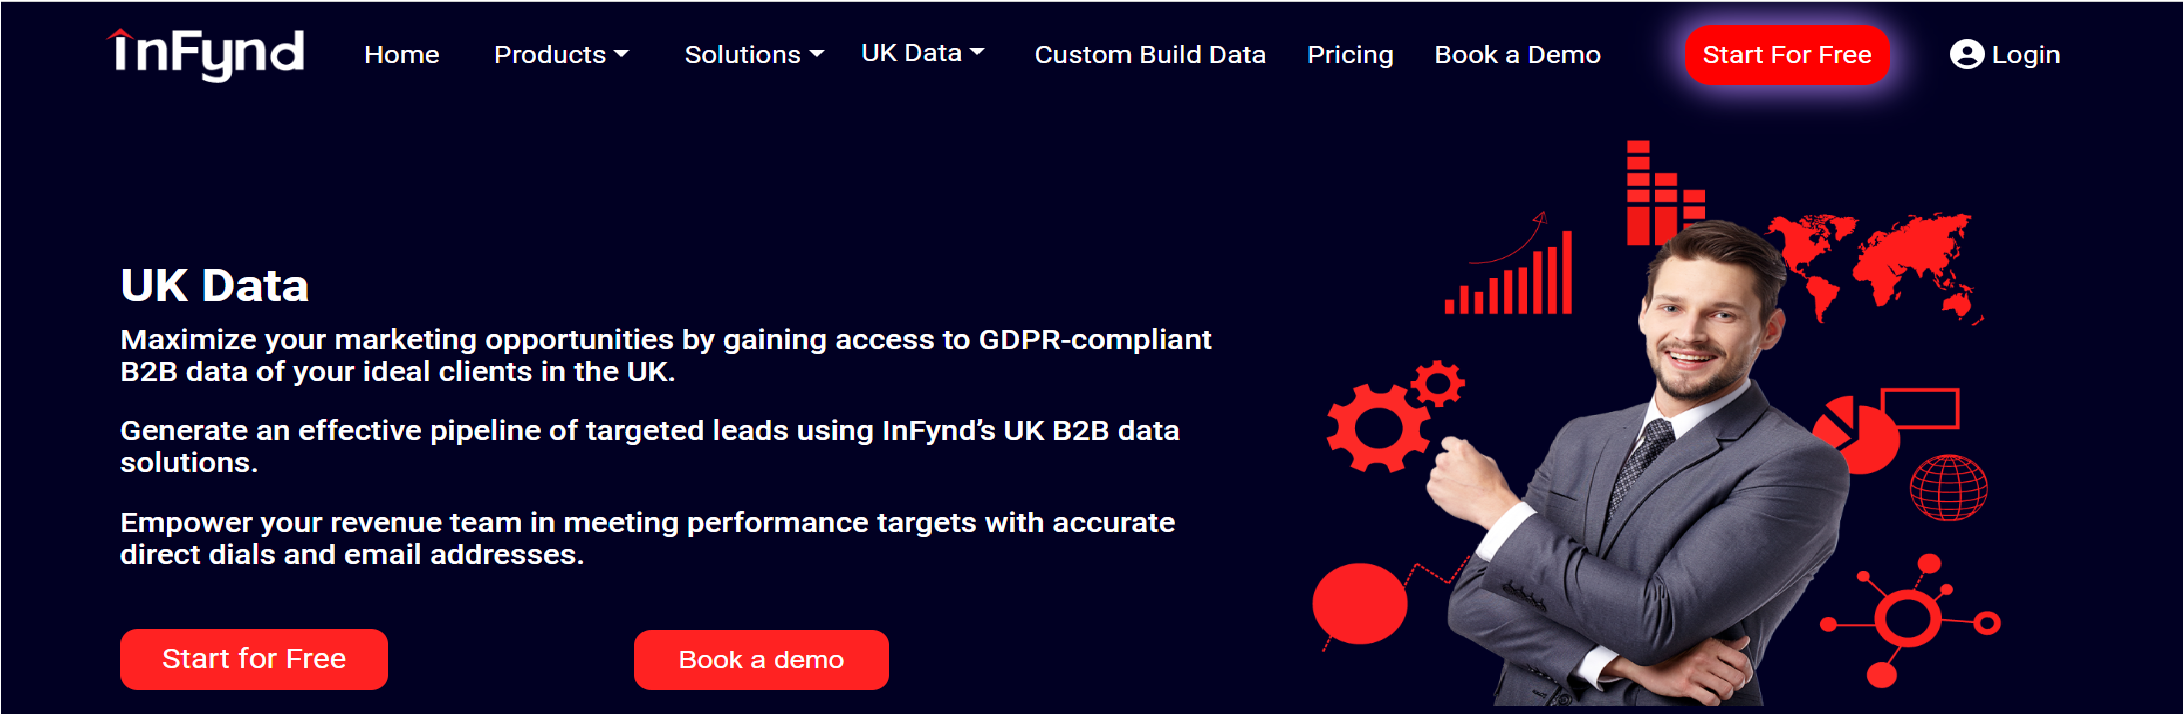 inFynd
Home Products Solutions UK Data Custom Build Data Pricing Book a Demo Start For Free Login
UK Data
Maximize your marketing opportunities by gaining access to GDPR-compliant
B2B data of your ideal clients in the UK.
Generate an effective pipeline of targeted leads using InFynd's UK B2B data
solutions.
Empower your revenue team in meeting performance targets with accurate
direct dials and email addresses.
Start for Free Book a demo